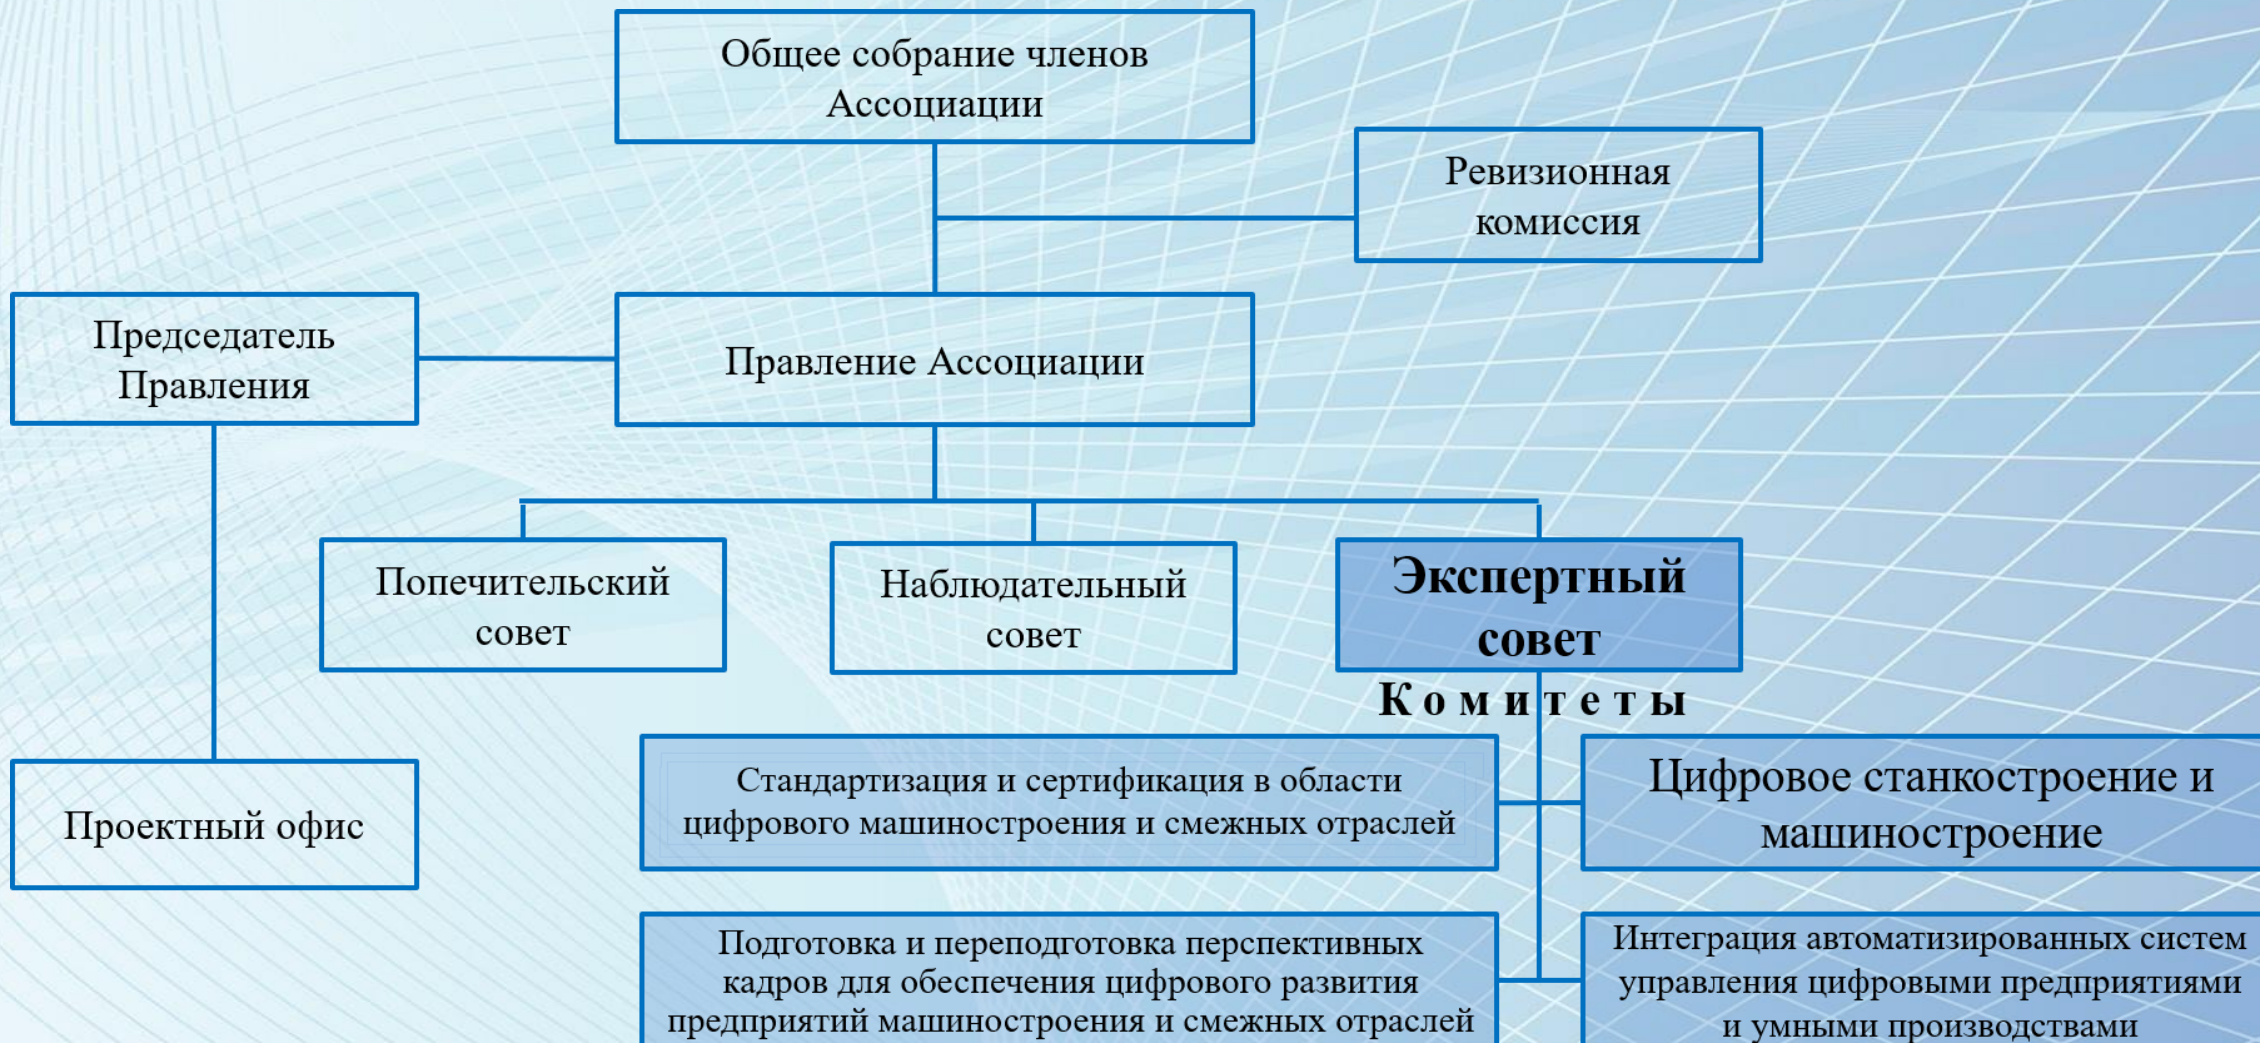 Общее собрание членов
Ассоциации
Ревизионная
комиссия
Председатель
Правления
Правление Ассоциации
Попечительский
совет
Наблюдательный
совет
Экспертный
совет
Комитеты
Стандартизация и сертификация в области
цифрового машиностроения и смежных отраслей
Цифровое станкостроение и
машиностроение
Проектный офис
Подготовка и переподготовка перспективных
кадров для обеспечения цифрового развития
предприятий машиностроения и смежных отраслей
Интеграция автоматизированных систем
управления цифровыми предприятиями
и умными производствами